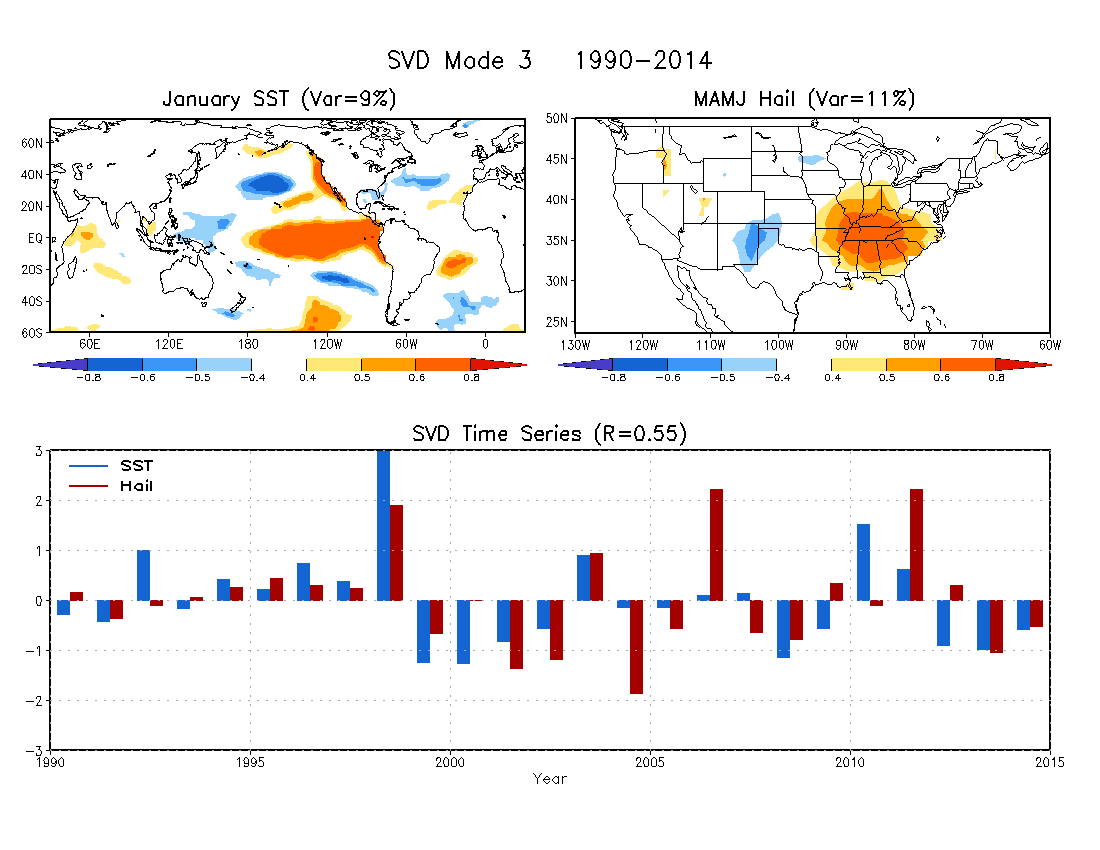 SVD Mode 3 1990-2014
January SST (Var=9%) MAMJ Hail (Var=11%)
60N 50N
40N 45N
20N 40N
EQ 35N
20S 30N
40S 25N
60S
60E 120E 180 120W 60W 0 130W 120W 110W 100W 90W 80W 70W 60W
-0.8 -0.6 -0.5 -0.4 0.4 0.5 0.6 0.8 -0.8 -0.6 -0.5 -0.4 0.4 0.5 0.6 0.8
SVD Time Series (R=0.55)
3
SST
Hail
2
1
0
-1
-2
-3
1990 1995 2000 2005 2010 2015
Year